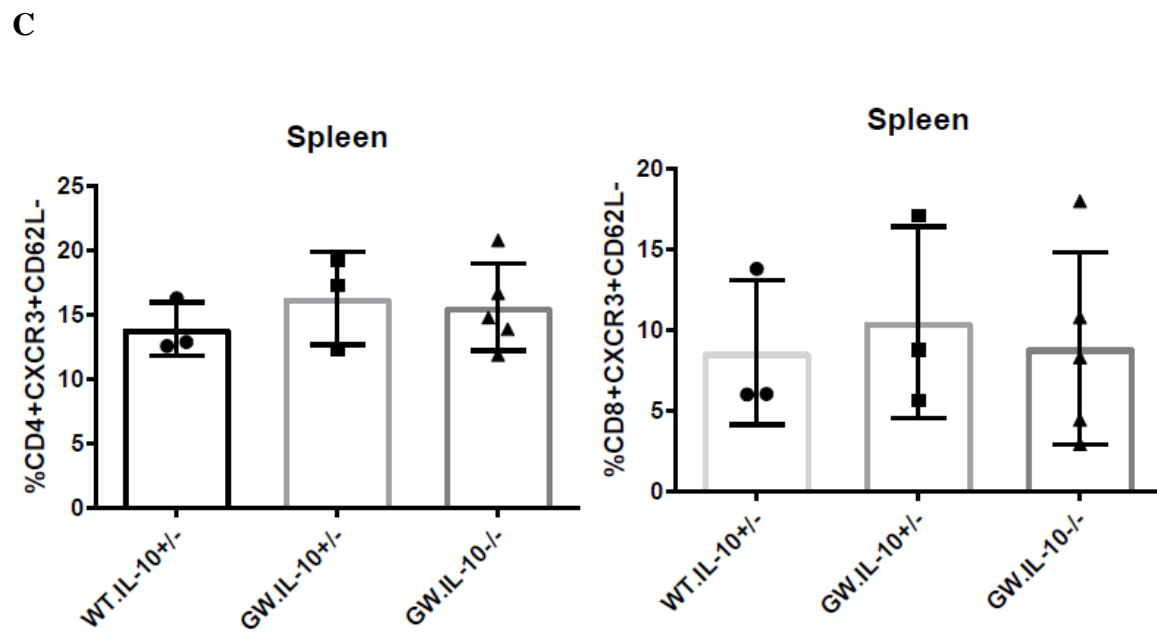 C
Spleen
%CD4+CXCR3+CD62L-
25
20
15
10
5
0
WT.IL-10+/-
GW.IL-10+/-
GW.IL-10-/-
Spleen
%CD8+CXCR3+CD62L-
20
15
10
5
0
WT.IL-10+/-
GW.IL-10+/-
GW.IL-10-/-